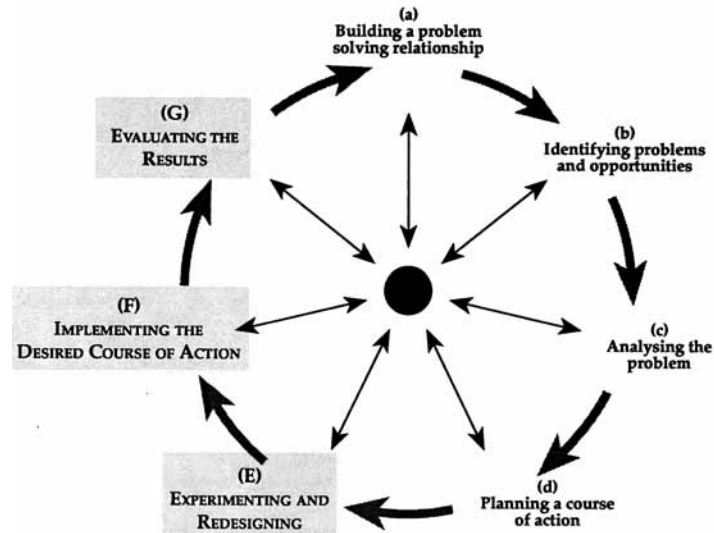 (a)
Building a problem
solving relationship
(b)
Identifying problems
and opportunities
(c)
Analysing the
problem
(d)
Planning a course
of action
(E)
EXPERIMENTING AND
REDESIGNING
(F)
IMPLEMENTING THE
DESIRED COURSE OF ACTION
(G)
EVALUATING THE
RESULTS